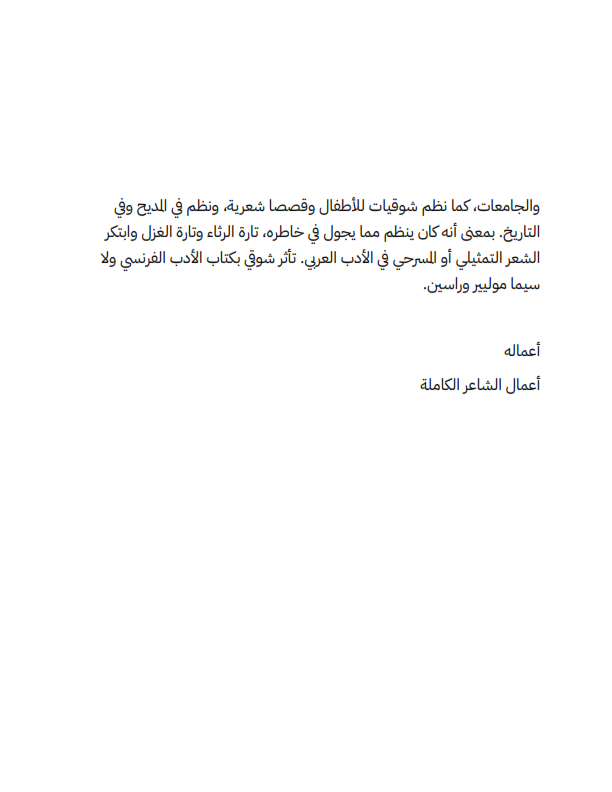 والجامعات، كما نظم شوقيات للأطفال وقصصا شعرية، ونظم في المديح وفي
التاريخ. بمعنى أنه كان ينظم مما يجول في خاطره، تارة الرثاء وتارة الغزل وابتكر
الشعر التمثيلي أو المسرحي في الأدب العربي. تأثر شوقي بكتاب الأدب الفرنسي ولا
سيما موليير وراسين.
أعماله
أعمال الشاعر الكاملة